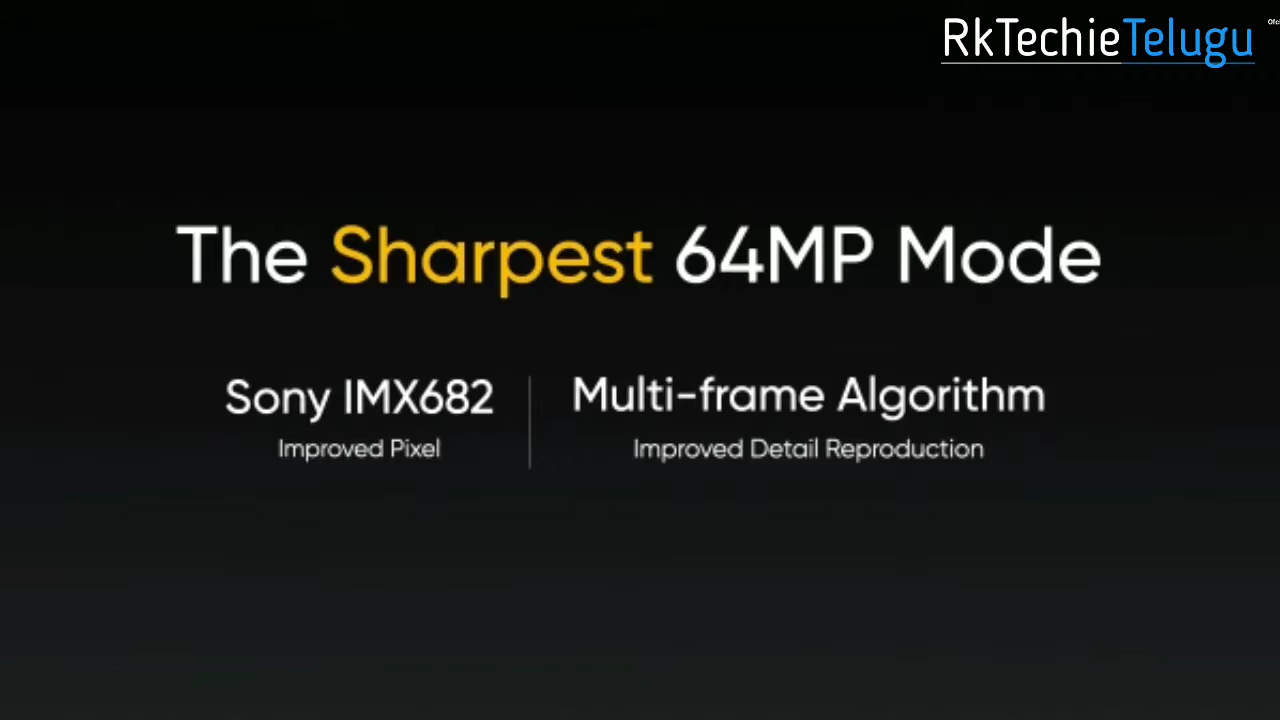 RkTechieTelugu
The Sharpest 64MP Mode
Sony IMX682
Improved Pixel
Multi-frame Algorithm
Improved Detail Reproduction